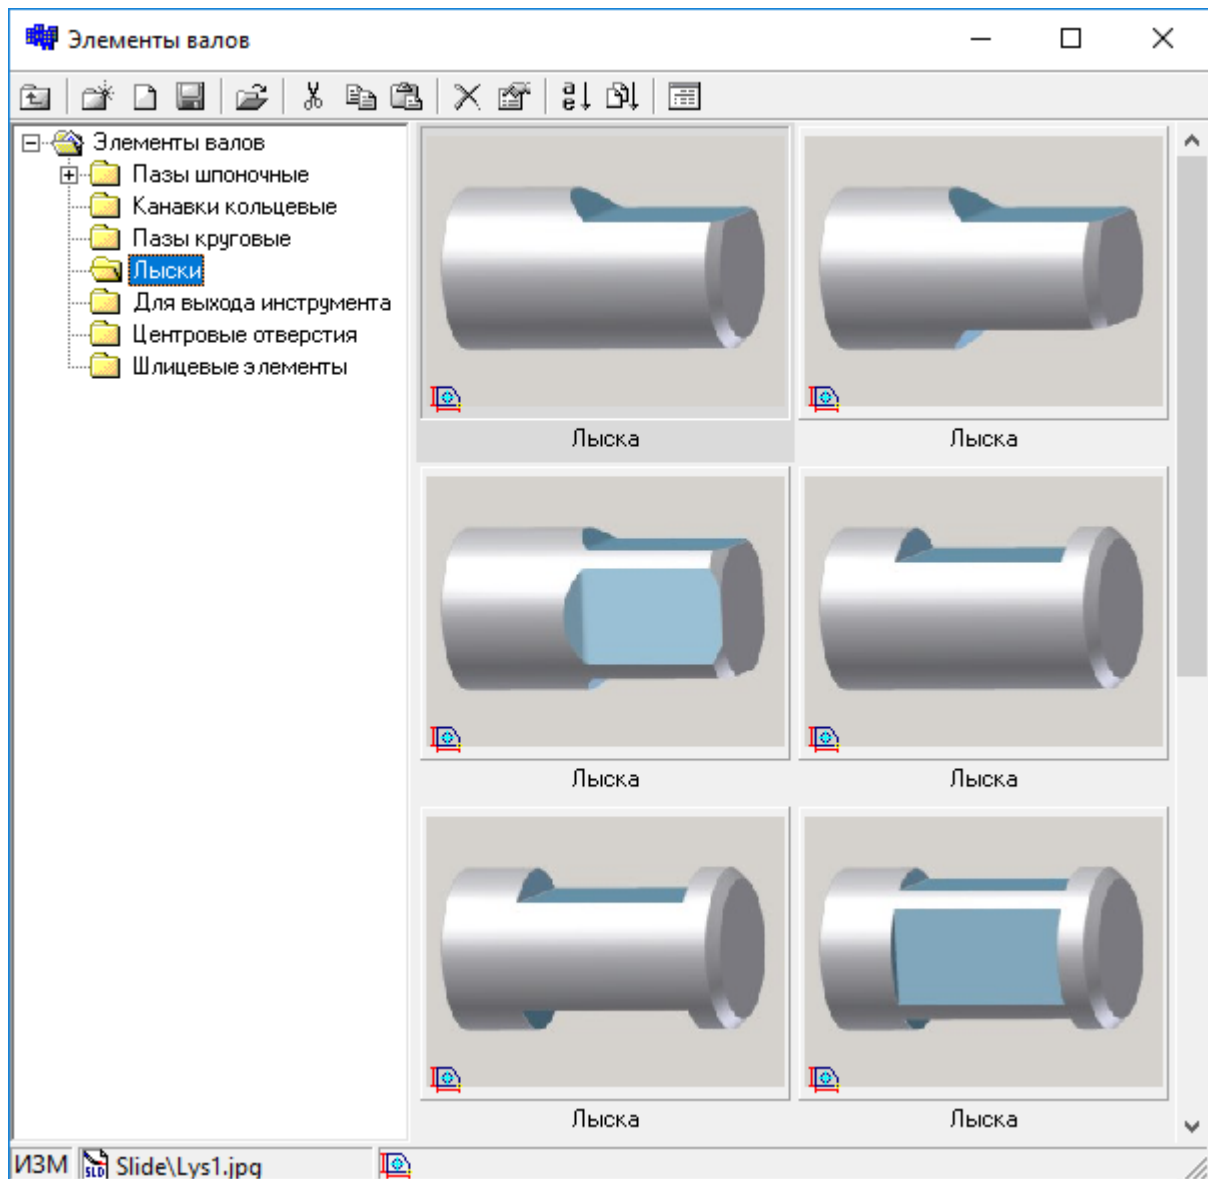 Элементы валов
Элементы валов
Пазы шпоночные
Канавки кольцевые
Пазы круговые
Лыски
Для выхода инструмента
Центровые отверстия
Шлицевые элементы
Лыска Лыска
Лыска Лыска
Лыска Лыска
ИЗМ SLD Slide\Lys1.jpg